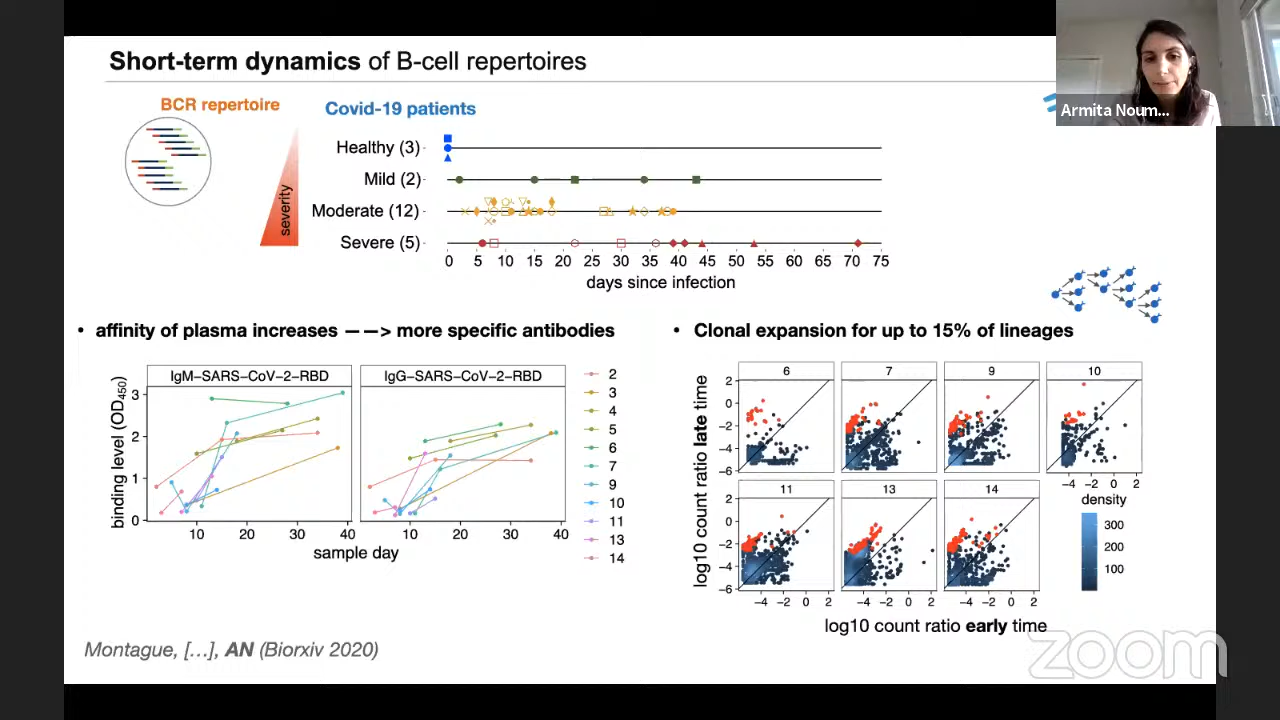 Short-term dynamics of B-cell repertoires
Armita Noum...
BCR repertoire
Covid-19 patients
severity
Healthy (3)
Mild (2)
Moderate (12)
Severe (5)
0 5 10 15 20 25 30 35 40 45 50 55 60 65 70 75
days since infection
• affinity of plasma increases ——> more specific antibodies
IgM–SARS–CoV–2–RBD
IgG–SARS–CoV–2–RBD
binding level (OD450)
3
2
1
0
10 20 30 40
10 20 30 40
sample day
2
3
4
5
6
7
9
10
11
13
14
• Clonal expansion for up to 15% of lineages
log10 count ratio late time
6 7 9 10
2
0
−2
−4
−6
−4 −2 0 2
11 13 14
2
0
−2
−4
−6
−4 −2 0 2
−4 −2 0 2
−4 −2 0 2
log10 count ratio early time
density
300
200
100
Montague, [...], AN (Biorxiv 2020)
zoom